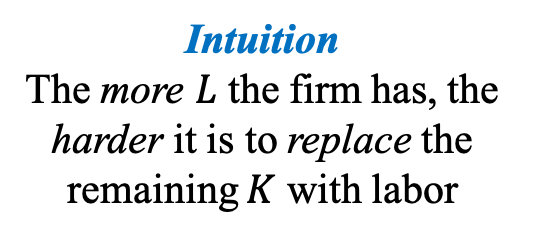 Intuition
The more L the firm has, the
harder it is to replace the
remaining K with labor